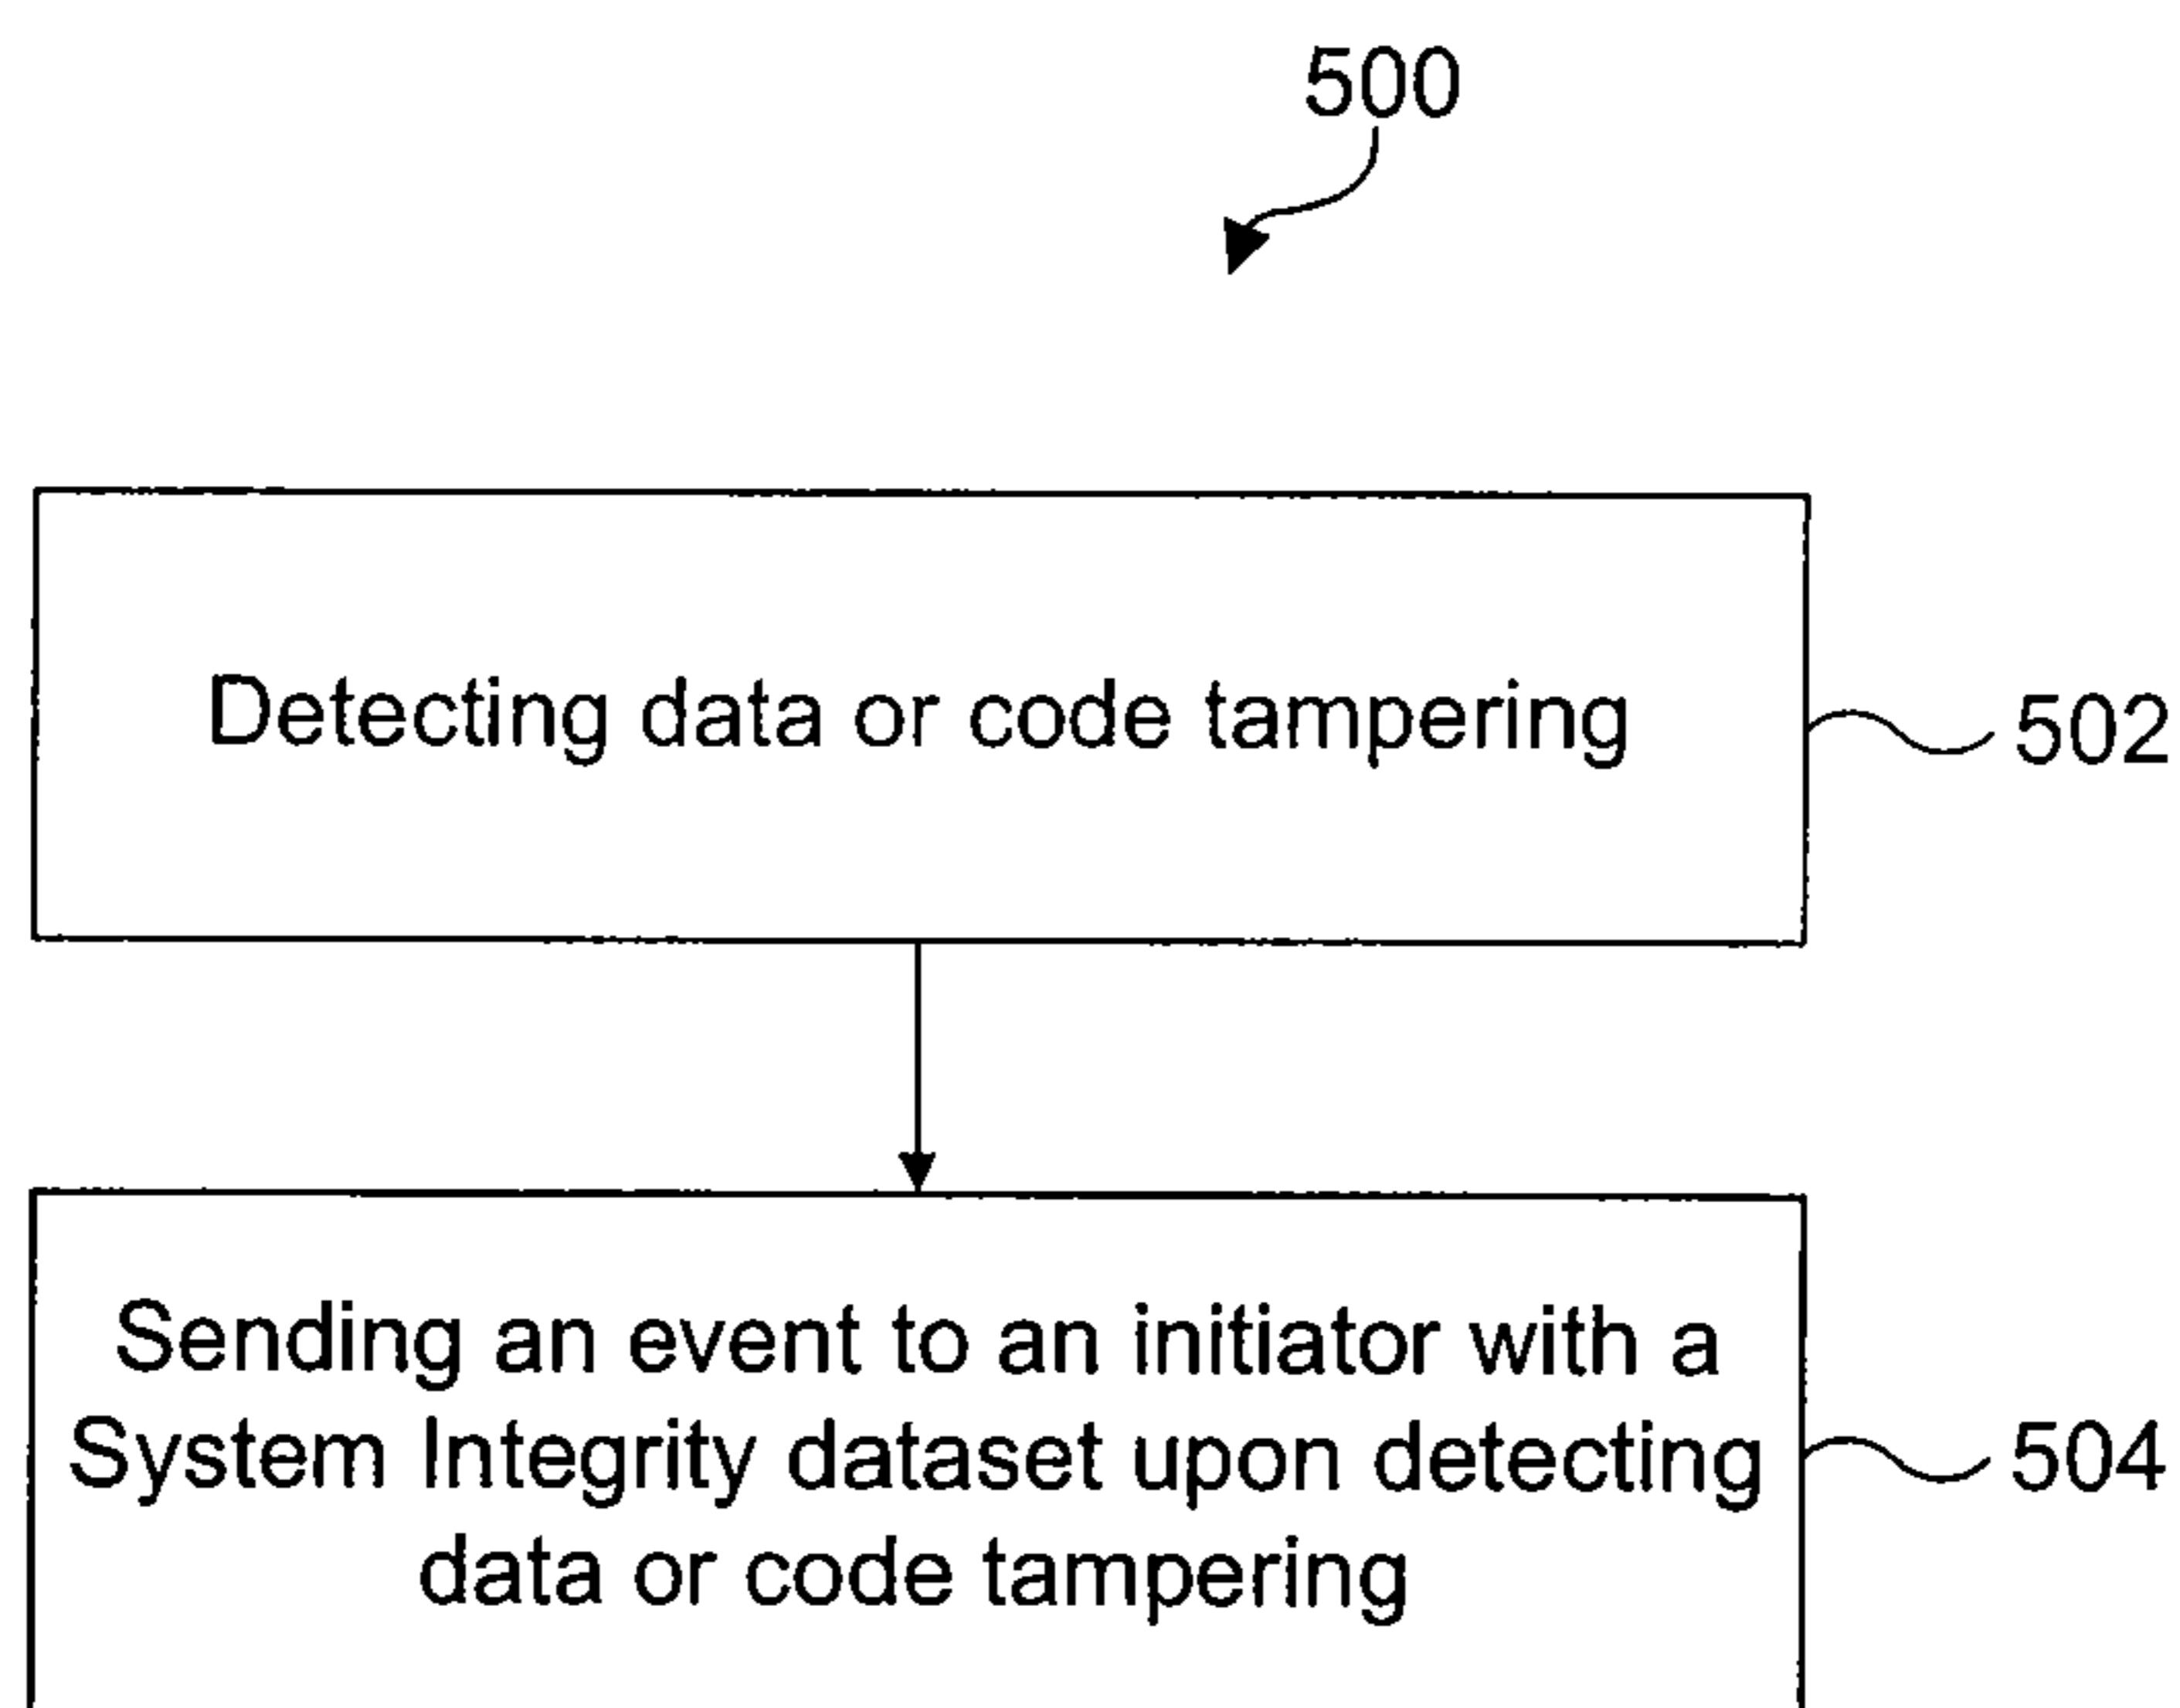 500
Detecting data or code tampering
502
Sending an event to an initiator with a
System Integrity dataset upon detecting
data or code tampering
504